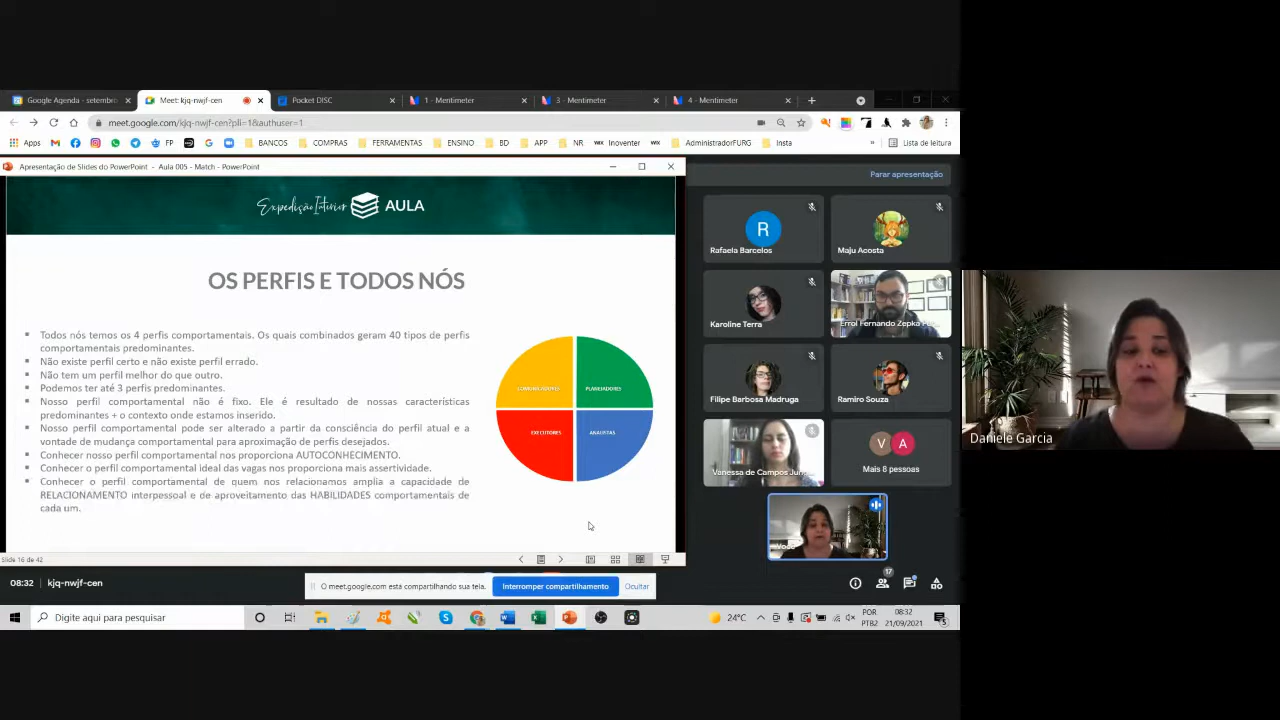 Google Agenda - setembro
Meet: kjq-nwjf-cen
Pocket DISC
1 - Mentimeter
3 - Mentimeter
4 - Mentimeter
meet.google.com/kjq-nwjf-cen?pli=1&authuser=1
Apps
FP
BANCOS
COMPRAS
FERRAMENTAS
ENSINO
BD
APP
NR
WIX Inoventer
WIX AdministradorFURG
Insta
»
Lista de leitura
Apresentação de Slides do PowerPoint - Aula 005 - Match - PowerPoint
Parar apresentação
Expedição Interior AULA
OS PERFIS E TODOS NÓS
Todos nós temos os 4 perfis comportamentais. Os quais combinados geram 40 tipos de perfis
comportamentais predominantes.
Não existe perfil certo e não existe perfil errado.
Não tem um perfil melhor do que outro.
Podemos ter até 3 perfis predominantes.
Nosso perfil comportamental não é fixo. Ele é resultado de nossas características
predominantes + o contexto onde estamos inserido.
Nosso perfil comportamental pode ser alterado a partir da consciência do perfil atual e a
vontade de mudança comportamental para aproximação de perfis desejados.
Conhecer nosso perfil comportamental nos proporciona AUTOCONHECIMENTO.
Conhecer o perfil comportamental ideal das vagas nos proporciona mais assertividade.
Conhecer o perfil comportamental de quem nos relacionamos amplia a capacidade de
RELACIONAMENTO interpessoal e de aproveitamento das HABILIDADES comportamentais de
cada um.
COMUNICADORES
PLANEJADORES
EXECUTORES
ANALISTAS
R
Rafaela Barcelos
Maju Acosta
Karoline Terra
Errol Fernando Zepka
Filipe Barbosa Madruga
Ramiro Souza
Vanessa de Campos
V A
Mais 8 pessoas
Você
Daniele Garcia
Slide 16 de 42
08:32 | kjq-nwjf-cen
O meet.google.com está compartilhando sua tela.
Interromper compartilhamento
Ocultar
17
Digite aqui para pesquisar
24°C
POR
PTB2
08:32
21/09/2021
5